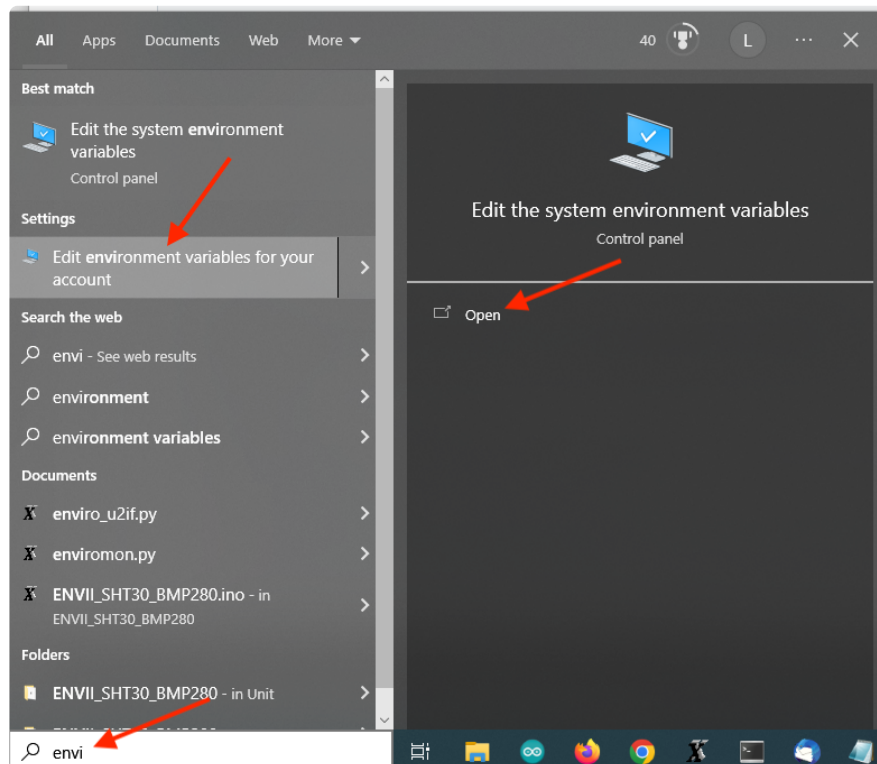 All Apps Documents Web More 40 L ...
Best match
Edit the system environment
variables
Control panel
Settings
Edit environment variables for your
account
Search the web
envi - See web results
environment
environment variables
Documents
enviro_u2if.py
enviromon.py
ENVII_SHT30_BMP280.ino - in
ENVII_SHT30_BMP280
Folders
ENVII_SHT30_BMP280 - in Unit
envi
Edit the system environment variables
Control panel
Open